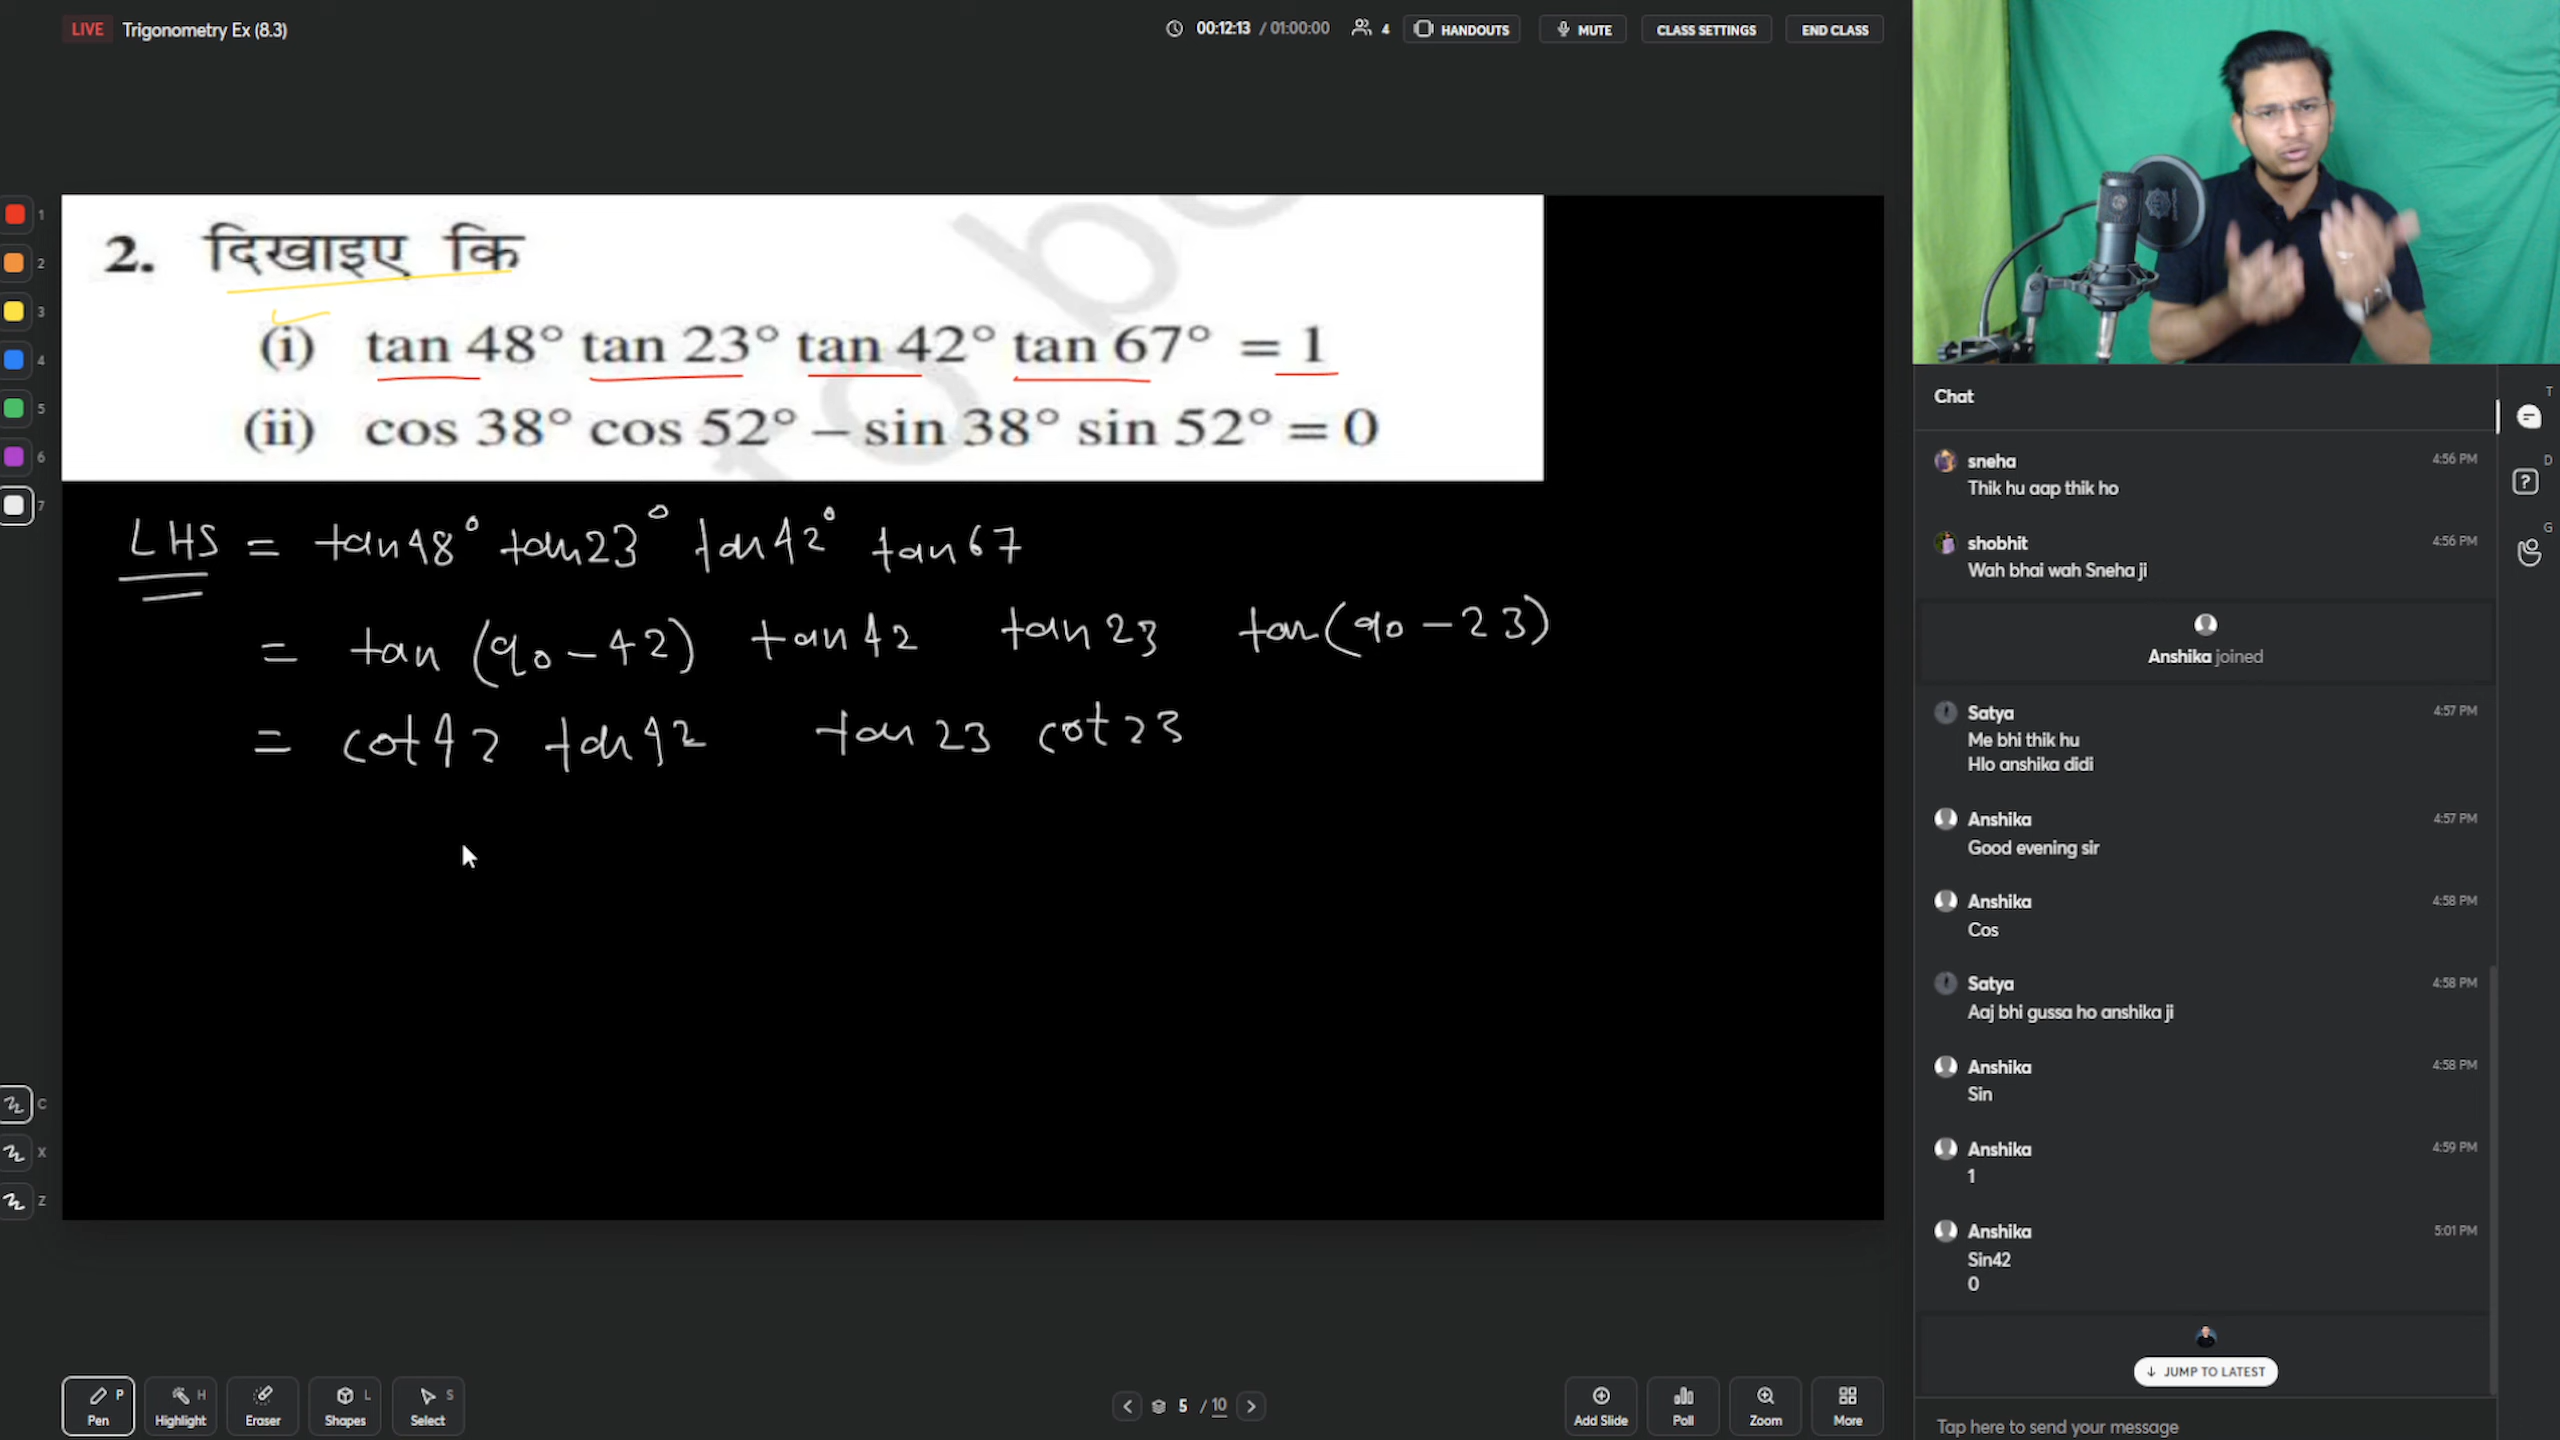 LIVE Trigonometry Ex (8.3)
00:12:13 / 01:00:00 4 HANDOUTS MUTE CLASS SETTINGS END CLASS
1
2
3
4
5
6
7
2. दिखाइए कि
(i) tan 48° tan 23° tan 42° tan 67° = 1
(ii) cos 38° cos 52° – sin 38° sin 52° = 0
LHS = tan48° tan23° tan42° tan67
= tan (90-42) tan42 tan23 tan(90-23)
= cot42 tan42 tan23 cot23
C
X
Z
P Pen
H Highlight
Eraser
L Shapes
S Select
5 / 10
Add Slide
Poll
Zoom
More
Chat
T
D
G
sneha 4:56 PM
Thik hu aap thik ho
shobhit 4:56 PM
Wah bhai wah Sneha ji
Anshika joined
Satya 4:57 PM
Me bhi thik hu
Hlo anshika didi
Anshika 4:57 PM
Good evening sir
Anshika 4:58 PM
Cos
Satya 4:58 PM
Aaj bhi gussa ho anshika ji
Anshika 4:58 PM
Sin
Anshika 4:59 PM
1
Anshika 5:01 PM
Sin42
0
↓ JUMP TO LATEST
Tap here to send your message